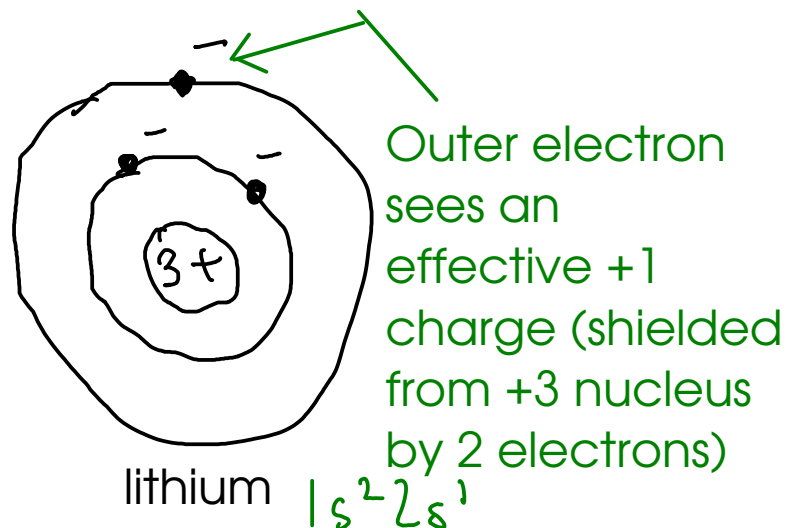 Outer electron
sees an
effective +1
charge (shielded
from +3 nucleus
by 2 electrons)
3+
lithium 1s²2s¹